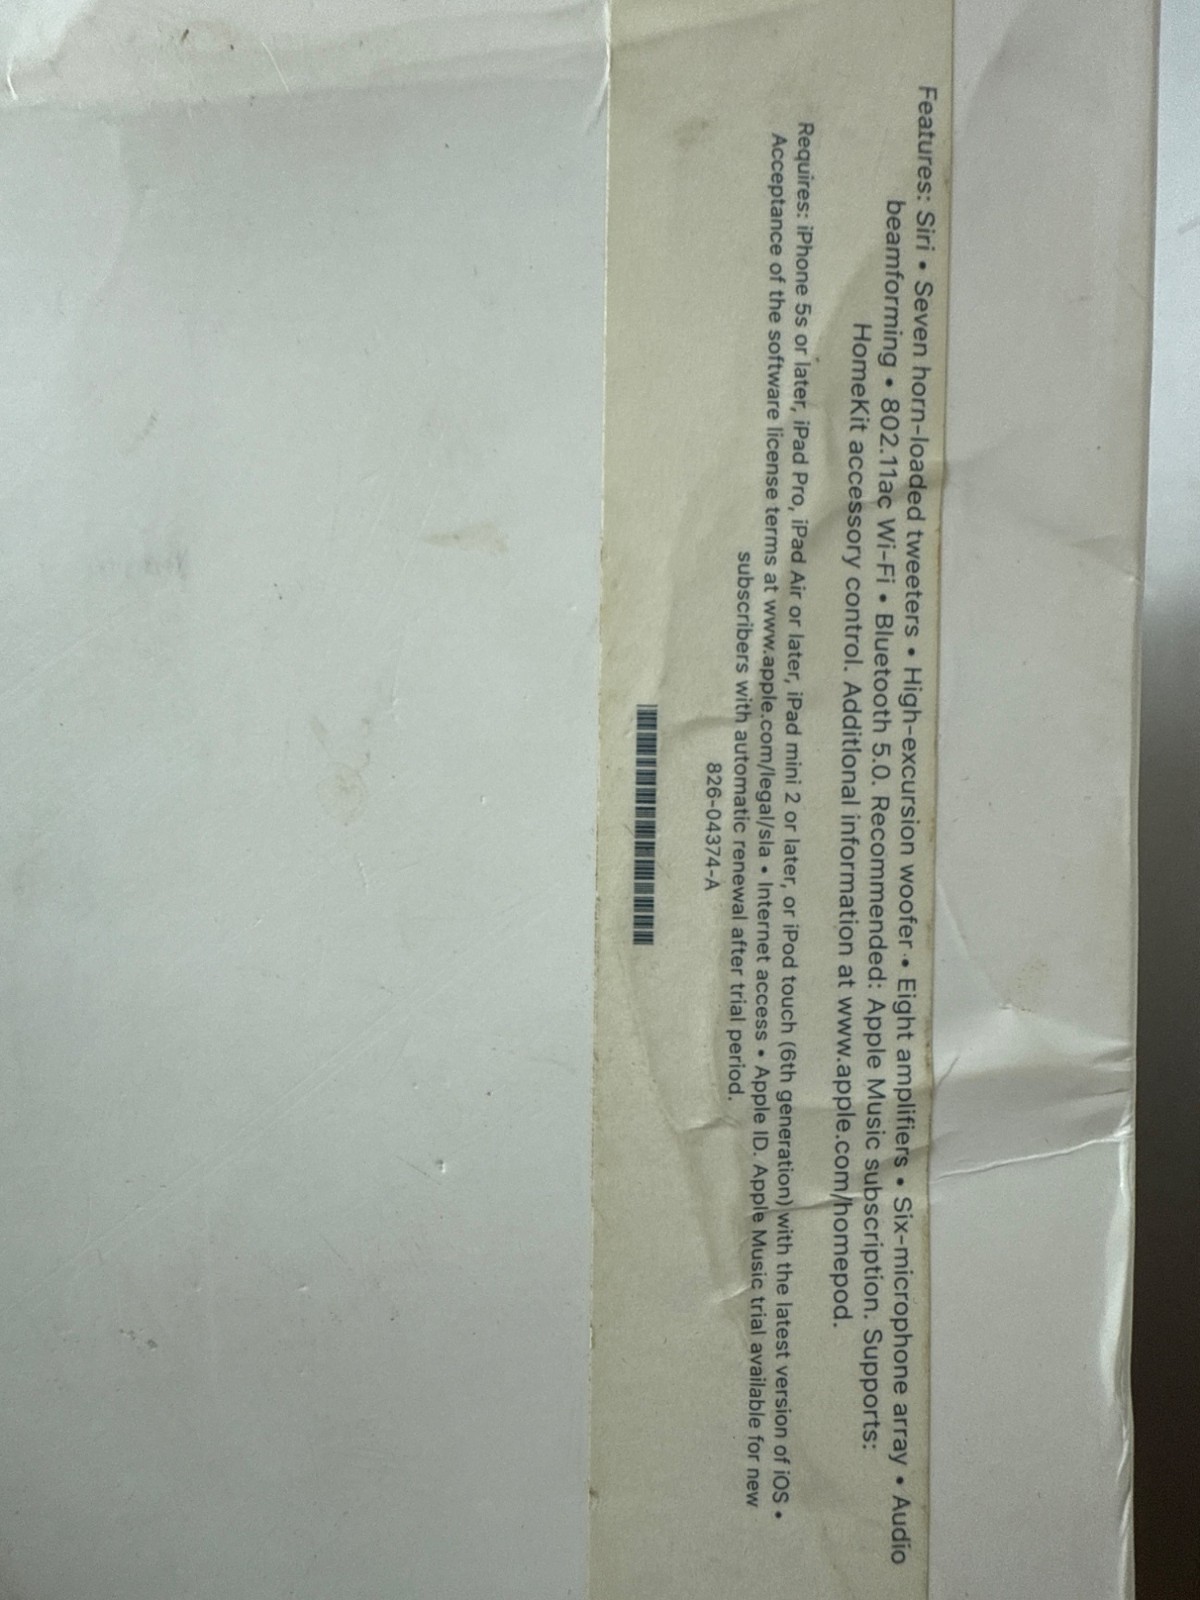 Features: Siri • Seven horn-loaded tweeters • High-excursion woofer • Eight amplifiers • Six-microphone array • Audio
beamforming • 802.11ac Wi-Fi • Bluetooth 5.0. Recommended: Apple Music subscription. Supports:
HomeKit accessory control. Additional information at www.apple.com/homepod.
Requires: iPhone 5s or later, iPad Pro, iPad Air or later, iPad mini 2 or later, or iPod touch (6th generation) with the latest version of iOS •
Acceptance of the software license terms at www.apple.com/legal/sla • Internet access • Apple ID. Apple Music trial available for new
subscribers with automatic renewal after trial period.
826-04374-A